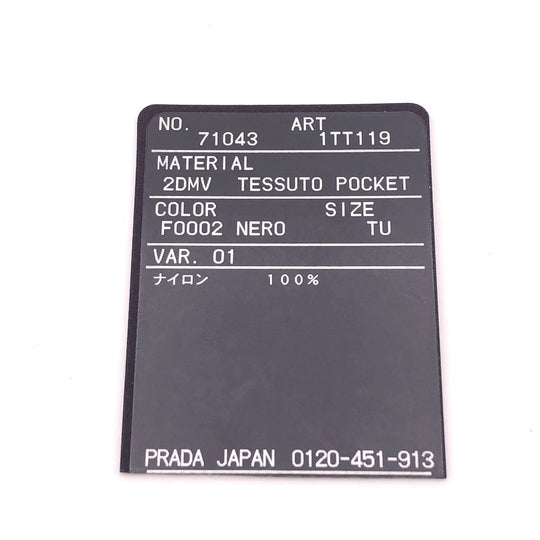 NO. ART
71043 1TT119
MATERIAL
2DMV TESSUTO POCKET
COLOR SIZE
F0002 NERO TU
VAR. 01
ナイロン 100%
PRADA JAPAN 0120-451-913